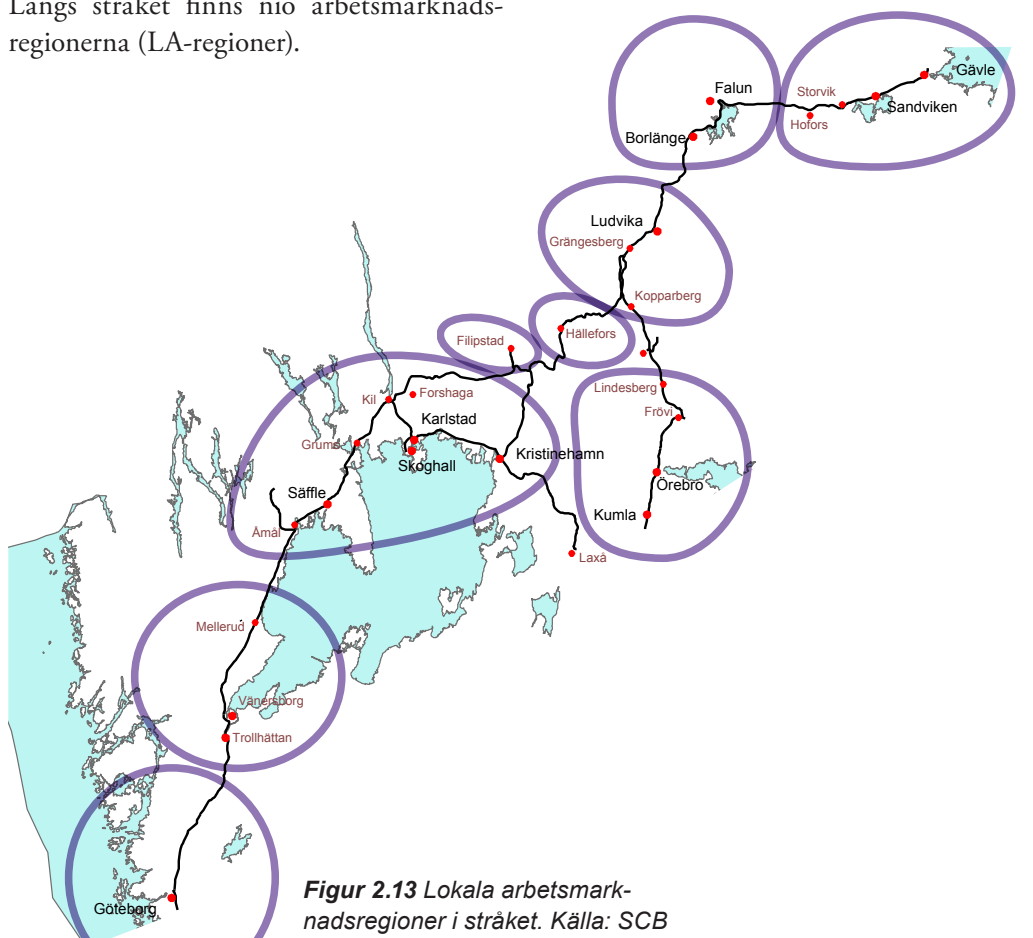 Längs stråket finns nio arbetsmarknads-
regionerna (LA-regioner).
Gävle
Falun
Storvik
Sandviken
Hofors
Borlänge
Ludvika
Grängesberg
Kopparberg
Hällefors
Filipstad
Lindesberg
Kil
Forshaga
Frövi
Karlstad
Grums
Kristinehamn
Skoghall
Örebro
Säffle
Kumla
Åmål
Laxå
Mellerud
Vänersborg
Trollhättan
Göteborg
Figur 2.13 Lokala arbetsmark-
nadsregioner i stråket. Källa: SCB